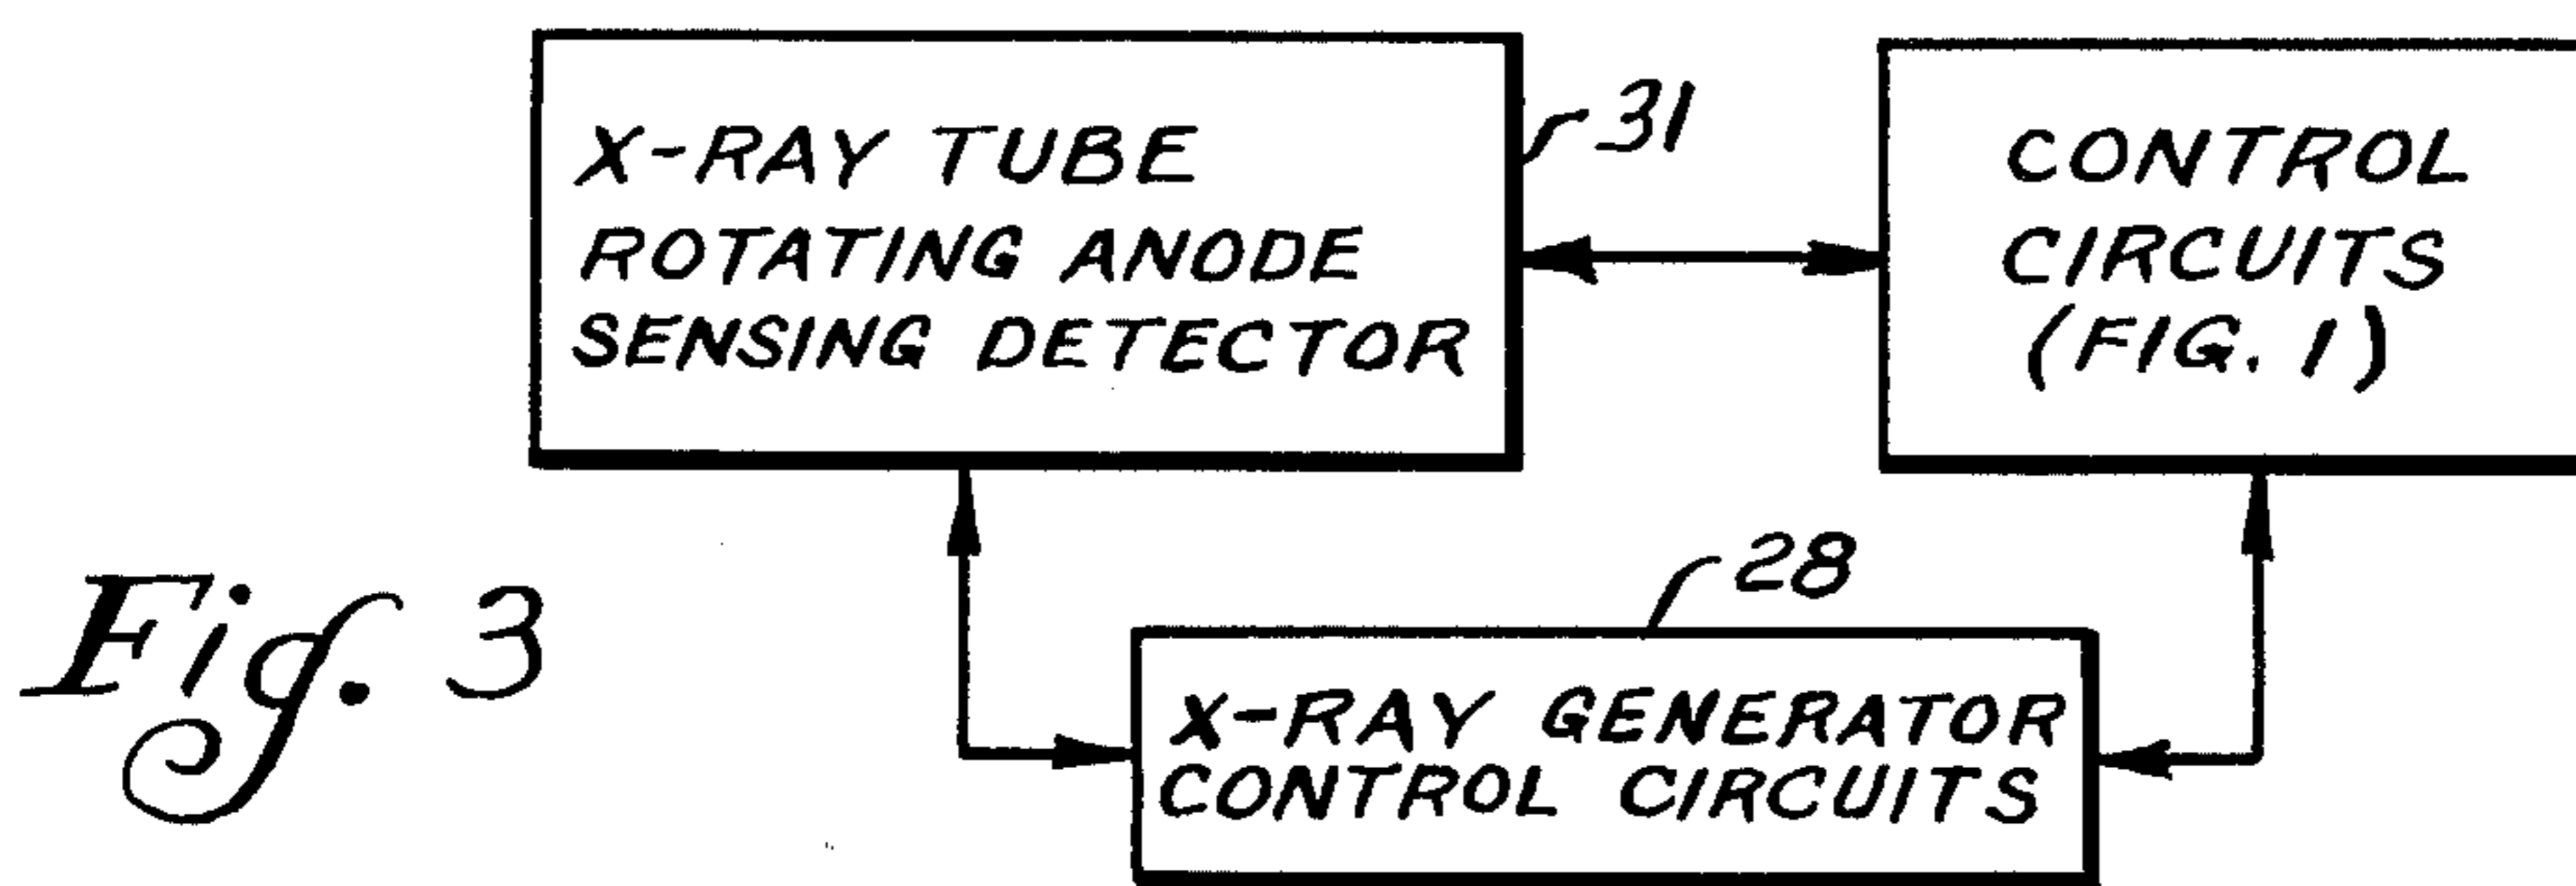 X-RAY TUBE
ROTATING ANODE
SENSING DETECTOR
31
CONTROL
CIRCUITS
(FIG. 1)
28
X-RAY GENERATOR
CONTROL CIRCUITS
Fig. 3